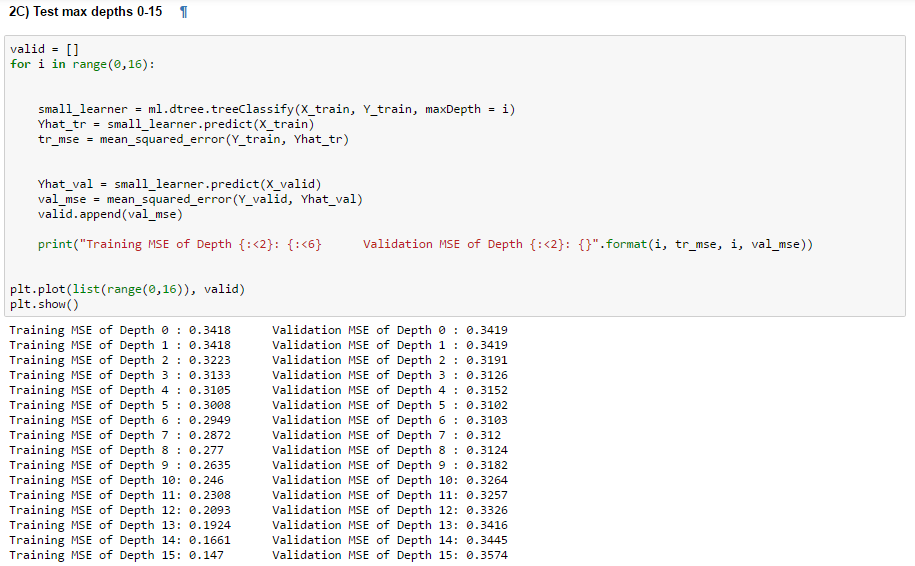 2C) Test max depths 0-15 ¶
valid = []
for i in range(0,16):
small_learner = ml.dtree.treeClassify(X_train, Y_train, maxDepth = i)
Yhat_tr = small_learner.predict(X_train)
tr_mse = mean_squared_error(Y_train, Yhat_tr)
Yhat_val = small_learner.predict(X_valid)
val_mse = mean_squared_error(Y_valid, Yhat_val)
valid.append(val_mse)
print("Training MSE of Depth {:<2}: {:<6}      Validation MSE of Depth {:<2}: {}".format(i, tr_mse, i, val_mse))
plt.plot(list(range(0,16)), valid)
plt.show()
Training MSE of Depth 0 : 0.3418      Validation MSE of Depth 0 : 0.3419
Training MSE of Depth 1 : 0.3418      Validation MSE of Depth 1 : 0.3419
Training MSE of Depth 2 : 0.3223      Validation MSE of Depth 2 : 0.3191
Training MSE of Depth 3 : 0.3133      Validation MSE of Depth 3 : 0.3126
Training MSE of Depth 4 : 0.3105      Validation MSE of Depth 4 : 0.3152
Training MSE of Depth 5 : 0.3008      Validation MSE of Depth 5 : 0.3102
Training MSE of Depth 6 : 0.2949      Validation MSE of Depth 6 : 0.3103
Training MSE of Depth 7 : 0.2872      Validation MSE of Depth 7 : 0.312
Training MSE of Depth 8 : 0.277       Validation MSE of Depth 8 : 0.3124
Training MSE of Depth 9 : 0.2635      Validation MSE of Depth 9 : 0.3182
Training MSE of Depth 10: 0.246       Validation MSE of Depth 10: 0.3264
Training MSE of Depth 11: 0.2308      Validation MSE of Depth 11: 0.3257
Training MSE of Depth 12: 0.2093      Validation MSE of Depth 12: 0.3326
Training MSE of Depth 13: 0.1924      Validation MSE of Depth 13: 0.3416
Training MSE of Depth 14: 0.1661      Validation MSE of Depth 14: 0.3445
Training MSE of Depth 15: 0.147       Validation MSE of Depth 15: 0.3574